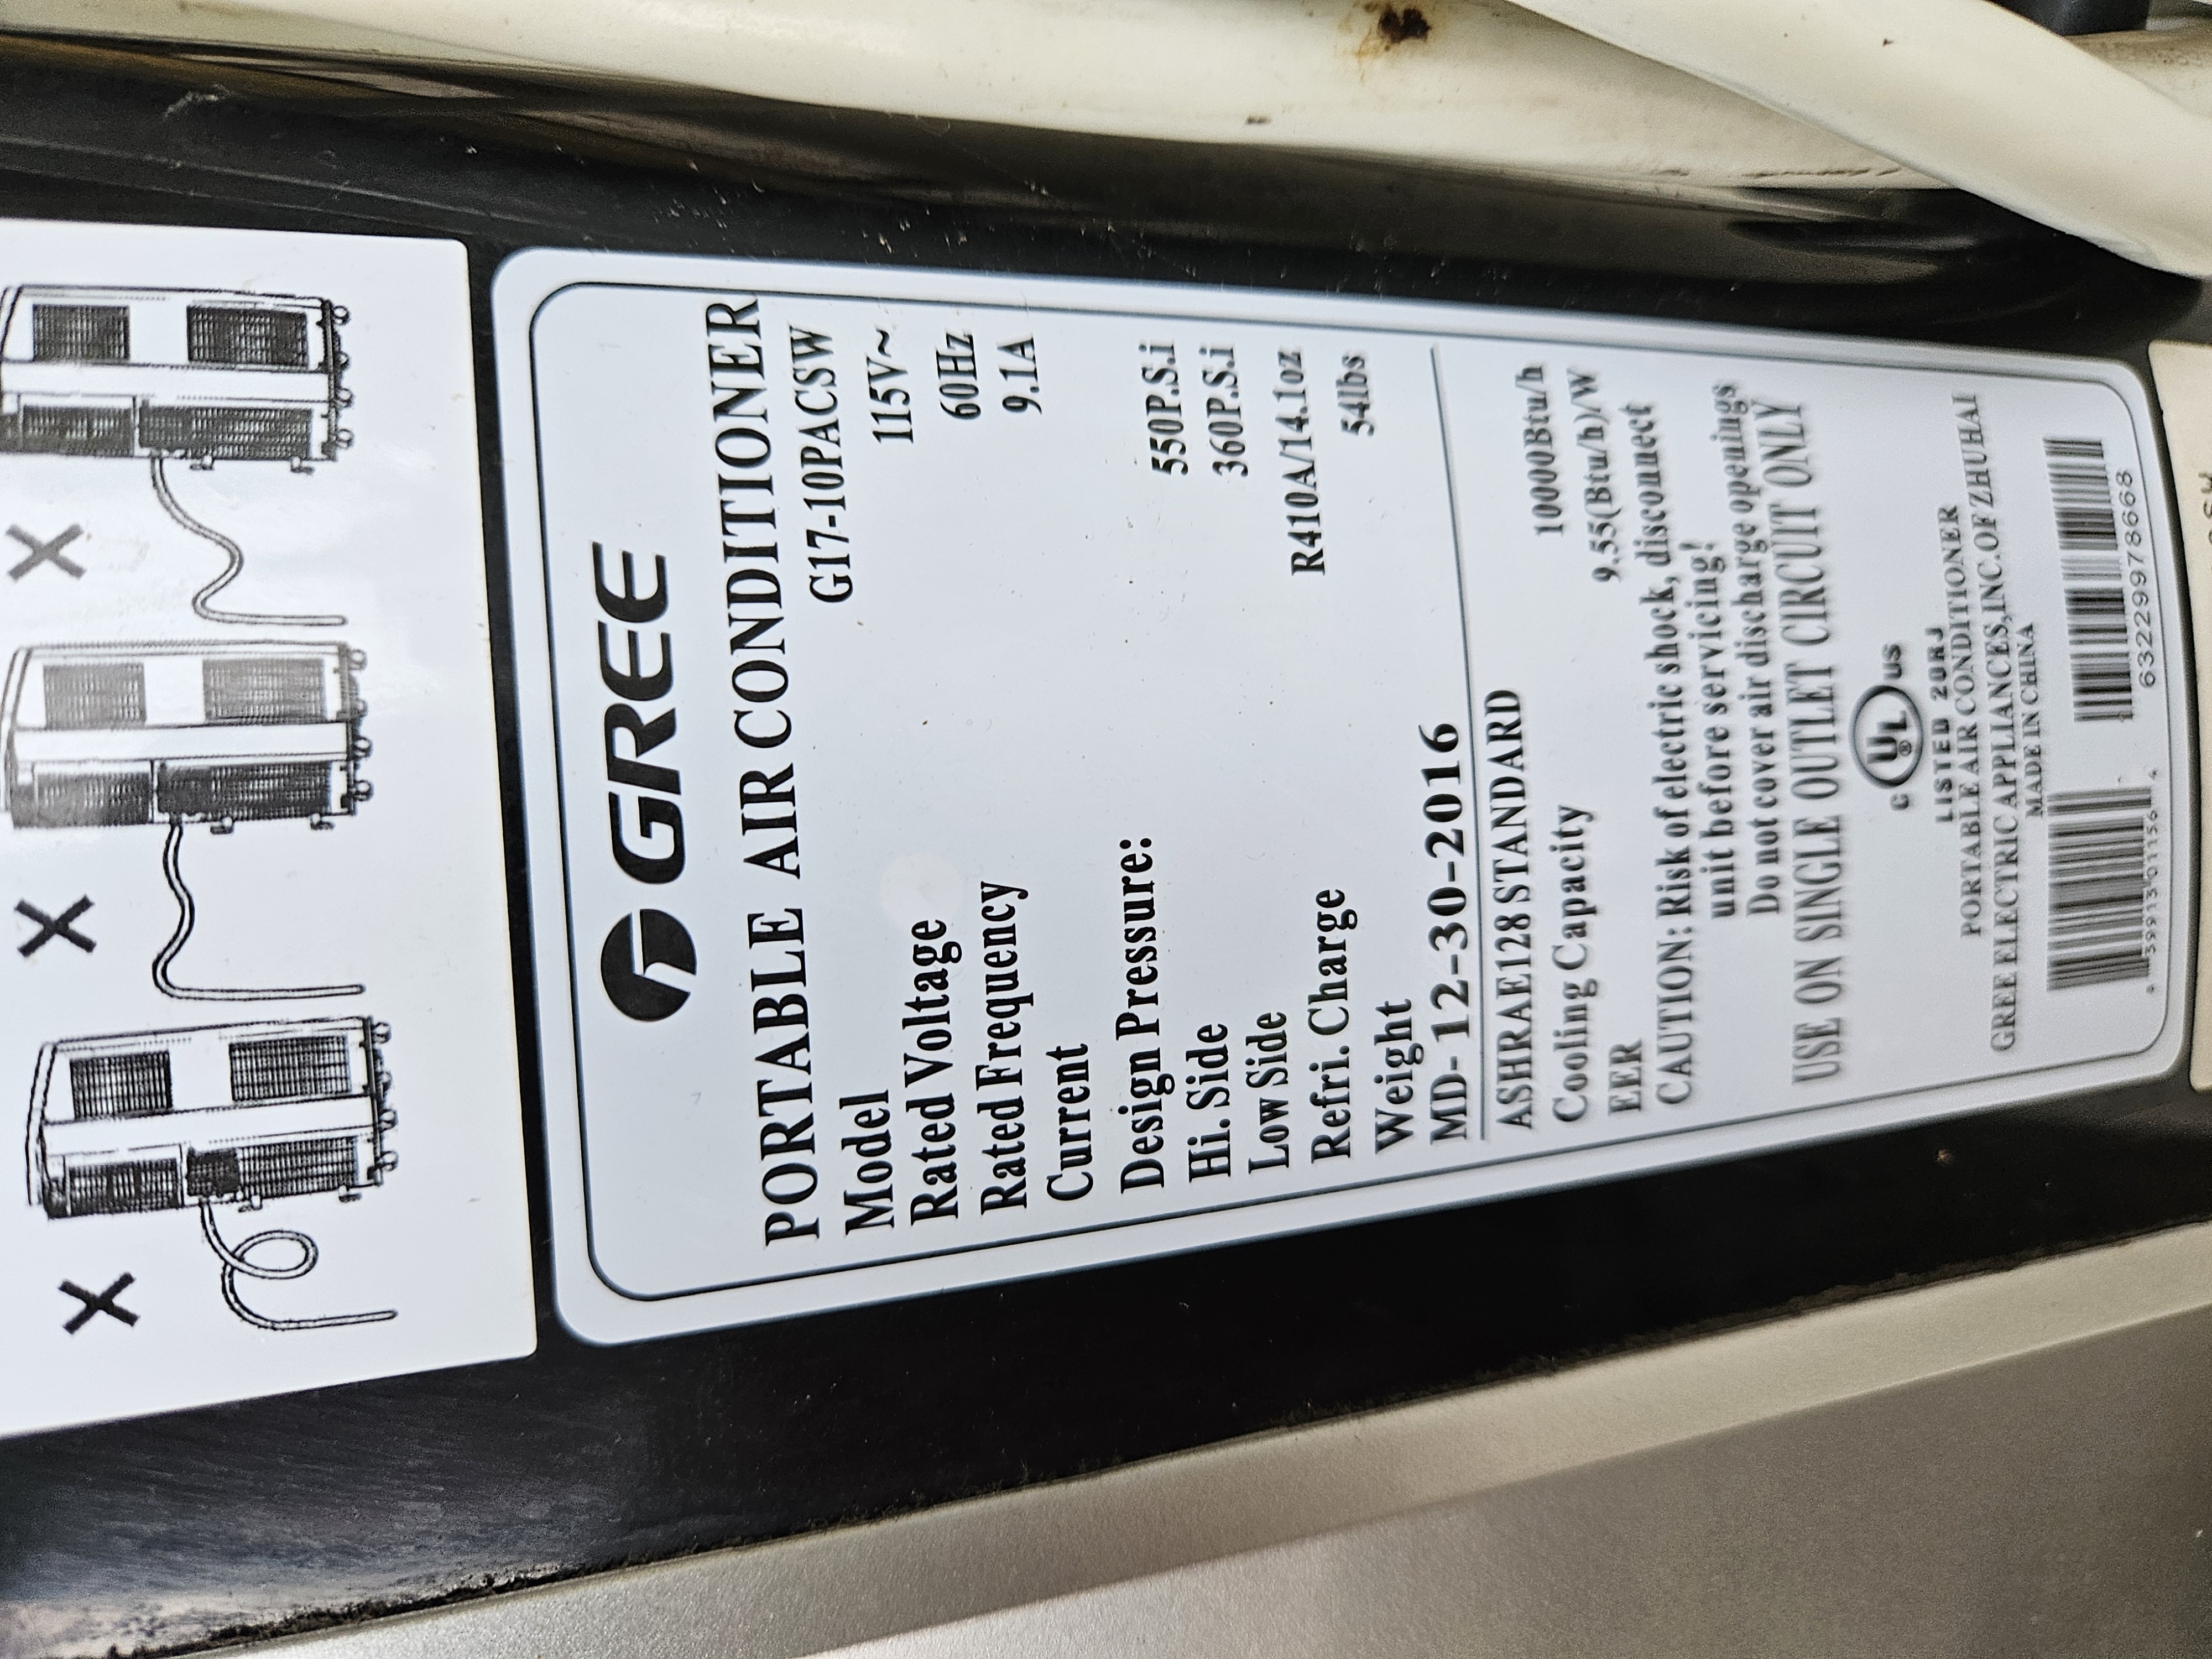 GREE
PORTABLE AIR CONDITIONER
Model G17-10PACSW
Rated Voltage 115V~
Rated Frequency 60Hz
Current 9.1A
Design Pressure:
Hi. Side 550P.S.i
Low Side 360P.S.i
Refri. Charge R410A/14.1oz
Weight 54lbs
MD-12-30-2016
ASHRAE128 STANDARD
Cooling Capacity 10000Btu/h
EER 9.55(Btu/h)/W
CAUTION: Risk of electric shock, disconnect
unit before servicing!
Do not cover air discharge openings
USE ON SINGLE OUTLET CIRCUIT ONLY
C UL ® US
LISTED 20RJ
PORTABLE AIR CONDITIONER
GREE ELECTRIC APPLIANCES,INC.OF ZHUHAI
MADE IN CHINA
632299978668